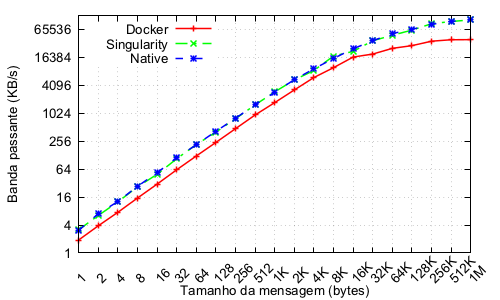 65536
16384
4096
1024
256
64
16
4
1
Banda passante (KB/s)
Docker
Singularity
Native
1 2 4 8 16 32 64 128 256 512 1K 2K 4K 8K 16K 32K 64K 128K 256K 512K 1M
Tamanho da mensagem (bytes)